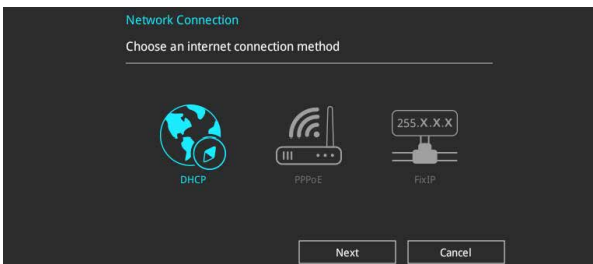 Network Connection
Choose an internet connection method
255.X.X.X
DHCP
PPPoE
FixIP
Next
Cancel